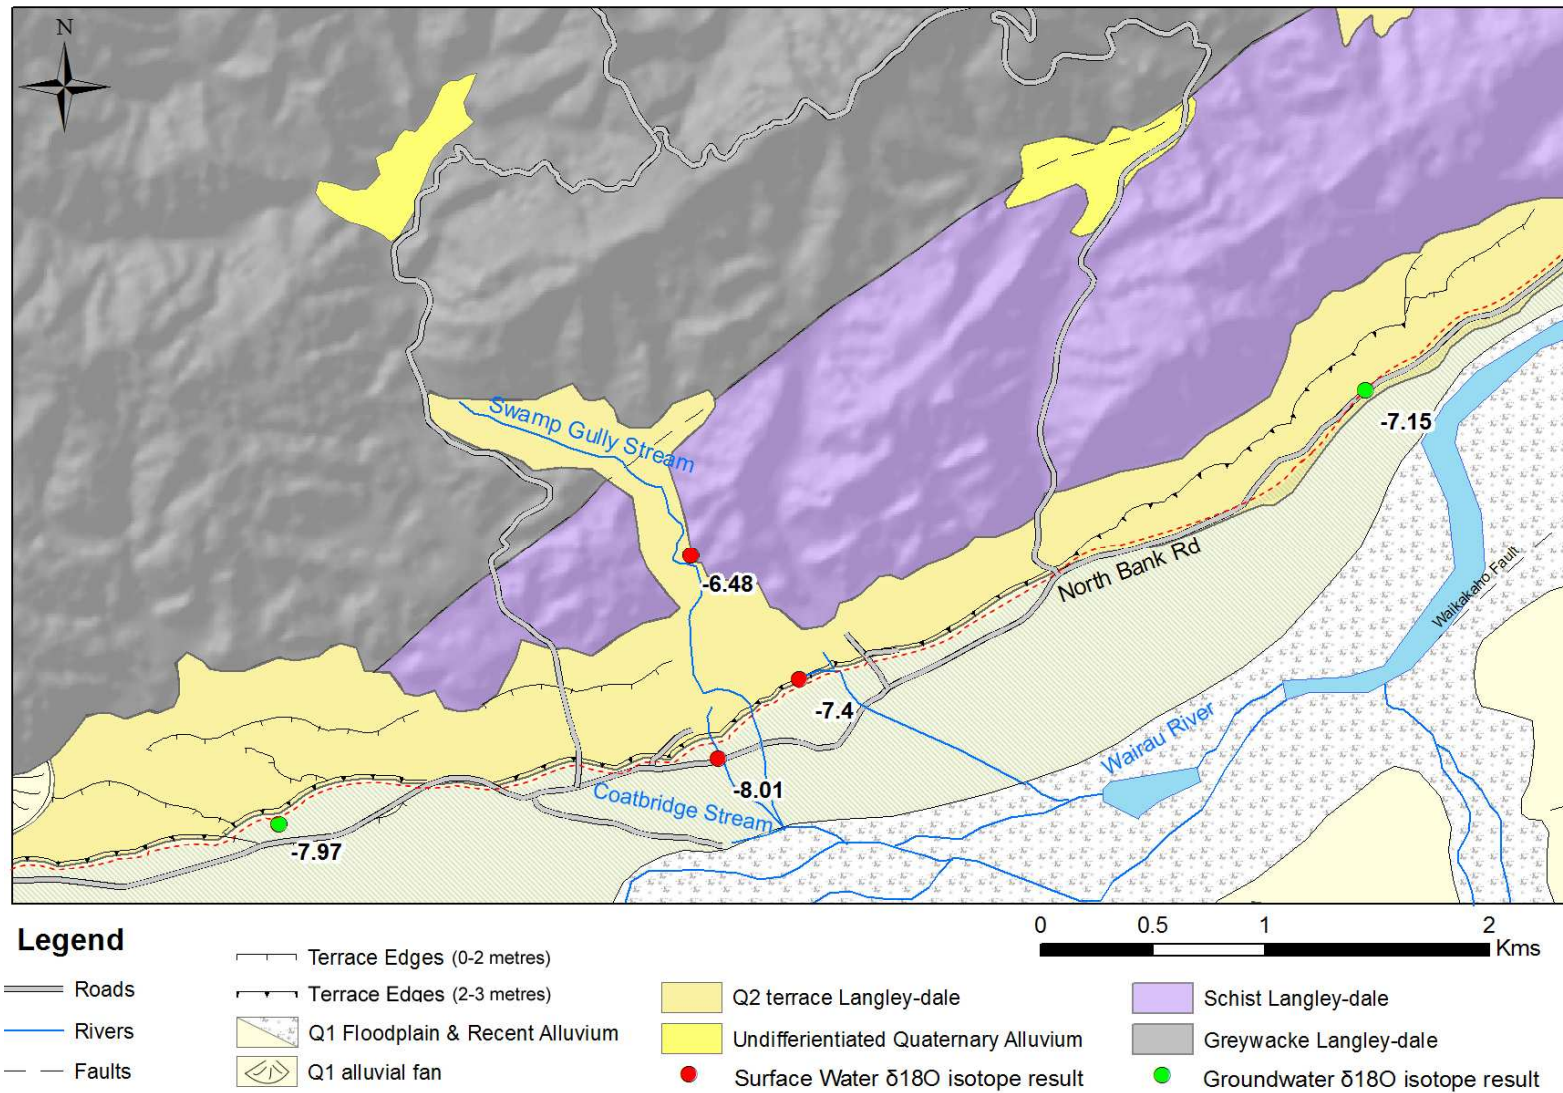 N
Swamp Gully Stream
-7.15
-6.48
North Bank Rd
Waikakaho Fault
-7.4
Wairau River
-8.01
Coatbridge Stream
-7.97
Legend
Roads
Rivers
Faults
Terrace Edges (0-2 metres)
Terrace Edges (2-3 metres)
Q1 Floodplain & Recent Alluvium
Q1 alluvial fan
0 0.5 1 2
Kms
Q2 terrace Langley-dale
Undifferientiated Quaternary Alluvium
Surface Water δ18O isotope result
Schist Langley-dale
Greywacke Langley-dale
Groundwater δ18O isotope result